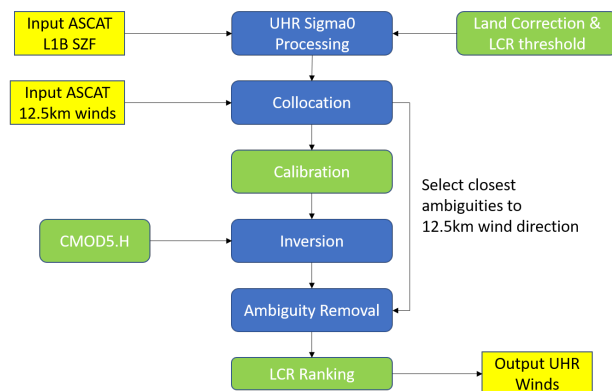 Input ASCAT
L1B SZF
UHR Sigma0
Processing
Land Correction &
LCR threshold
Input ASCAT
12.5km winds
Collocation
Calibration
Select closest
ambiguities to
12.5km wind direction
CMOD5.H
Inversion
Ambiguity Removal
LCR Ranking
Output UHR
Winds